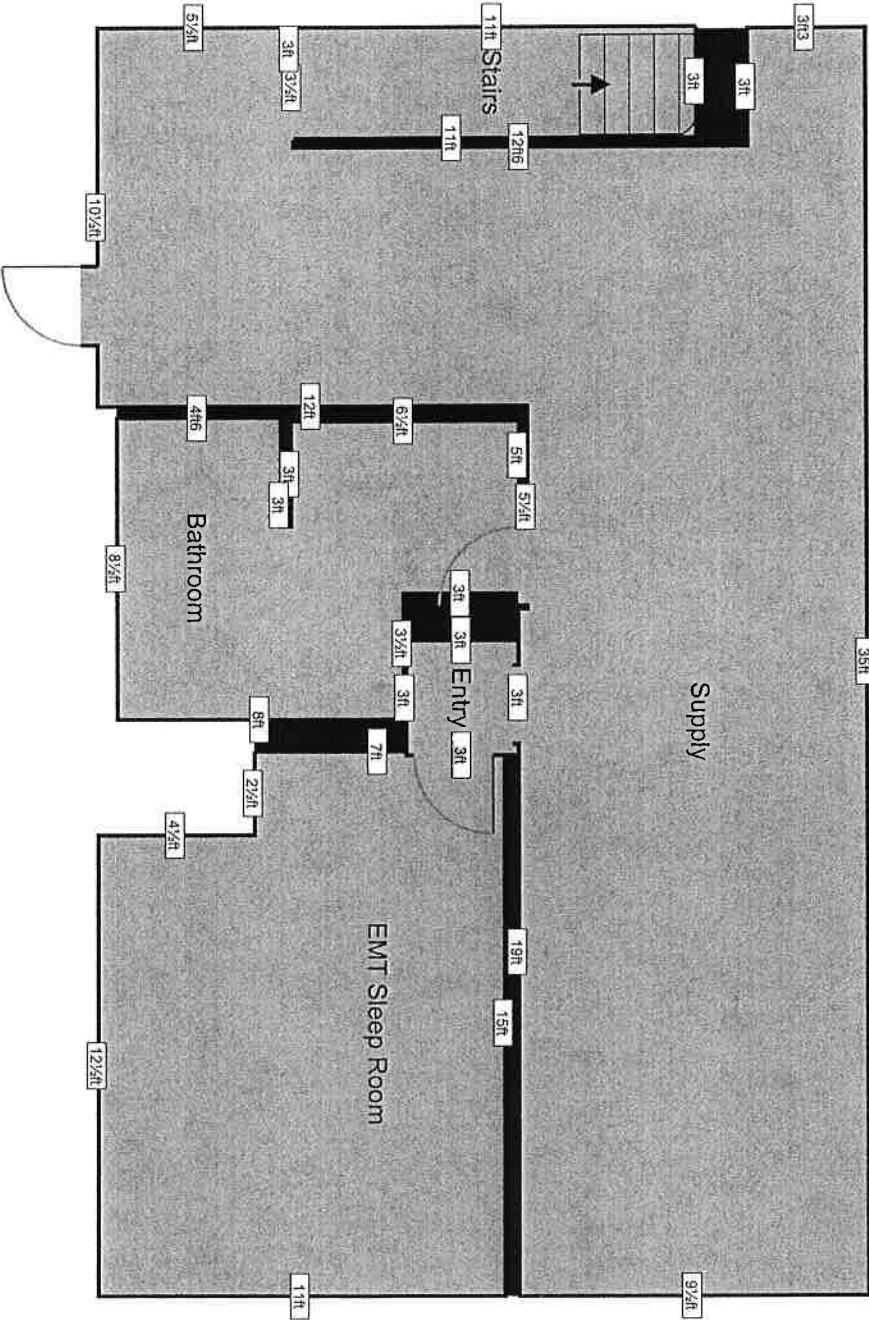 35ft
3ft3
3ft
3ft
Supply
9½ft
12ft6
5½ft
5ft
3ft
19ft
15ft
11ft
Stairs
11ft
3ft
3ft
Entry
3ft
6½ft
3½ft
3ft
7ft
EMT Sleep Room
12ft
11ft
3ft
3½ft
3ft
3ft
8ft
2½ft
5½ft
4ft6
Bathroom
4½ft
8½ft
10½ft
12½ft